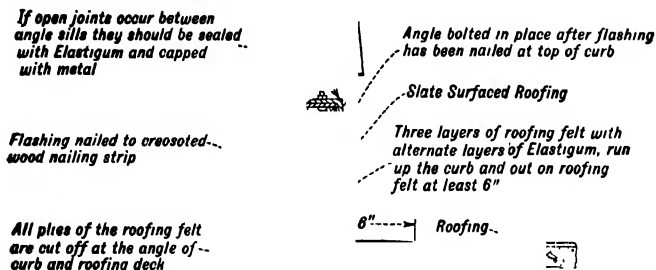 If open joints occur between
angle sills they should be sealed
with Elastigum and capped
with metal
Angle bolted in place after flashing
has been nailed at top of curb
Slate Surfaced Roofing
Flashing nailed to creosoted
wood nailing strip
Three layers of roofing felt with
alternate layers of Elastigum, run
up the curb and out on roofing
felt at least 6"
All plies of the roofing felt
are cut off at the angle of
curb and roofing deck
6"
Roofing